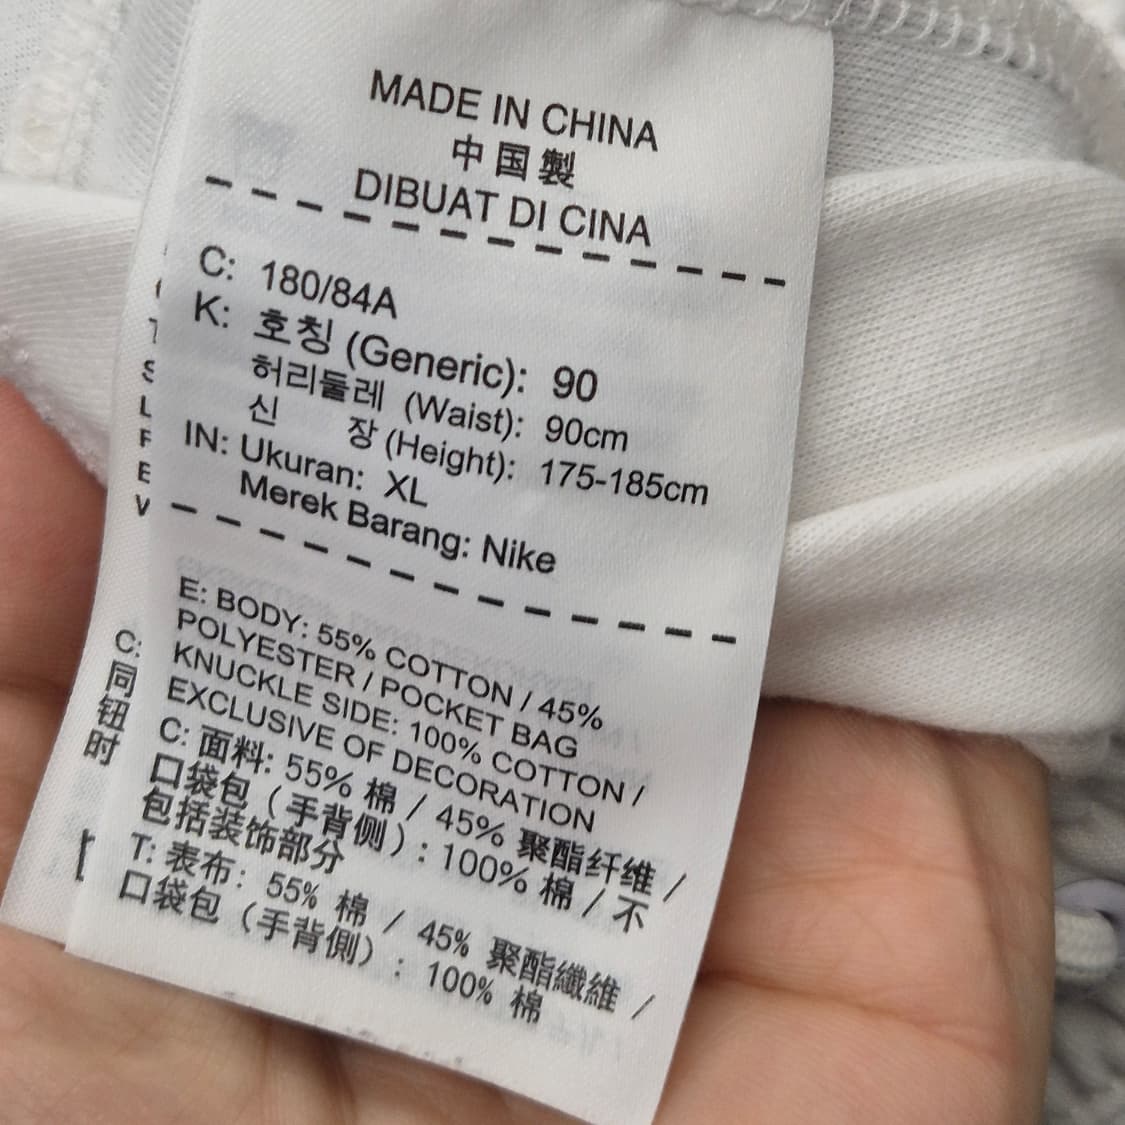 MADE IN CHINA
中国製
DIBUAT DI CINA
C: 180/84A
K: 호칭 (Generic): 90
허리둘레 (Waist): 90cm
신 장 (Height): 175-185cm
IN: Ukuran: XL
Merek Barang: Nike
E: BODY: 55% COTTON / 45%
POLYESTER / POCKET BAG
KNUCKLE SIDE: 100% COTTON /
EXCLUSIVE OF DECORATION
C: 面料: 55% 棉 / 45% 聚酯纤维 /
口袋包（手背侧）: 100% 棉 / 不
包括装饰部分
T: 表布: 55% 棉 / 45% 聚酯纖維 /
口袋包（手背側）: 100% 棉
C:
同
钮
时